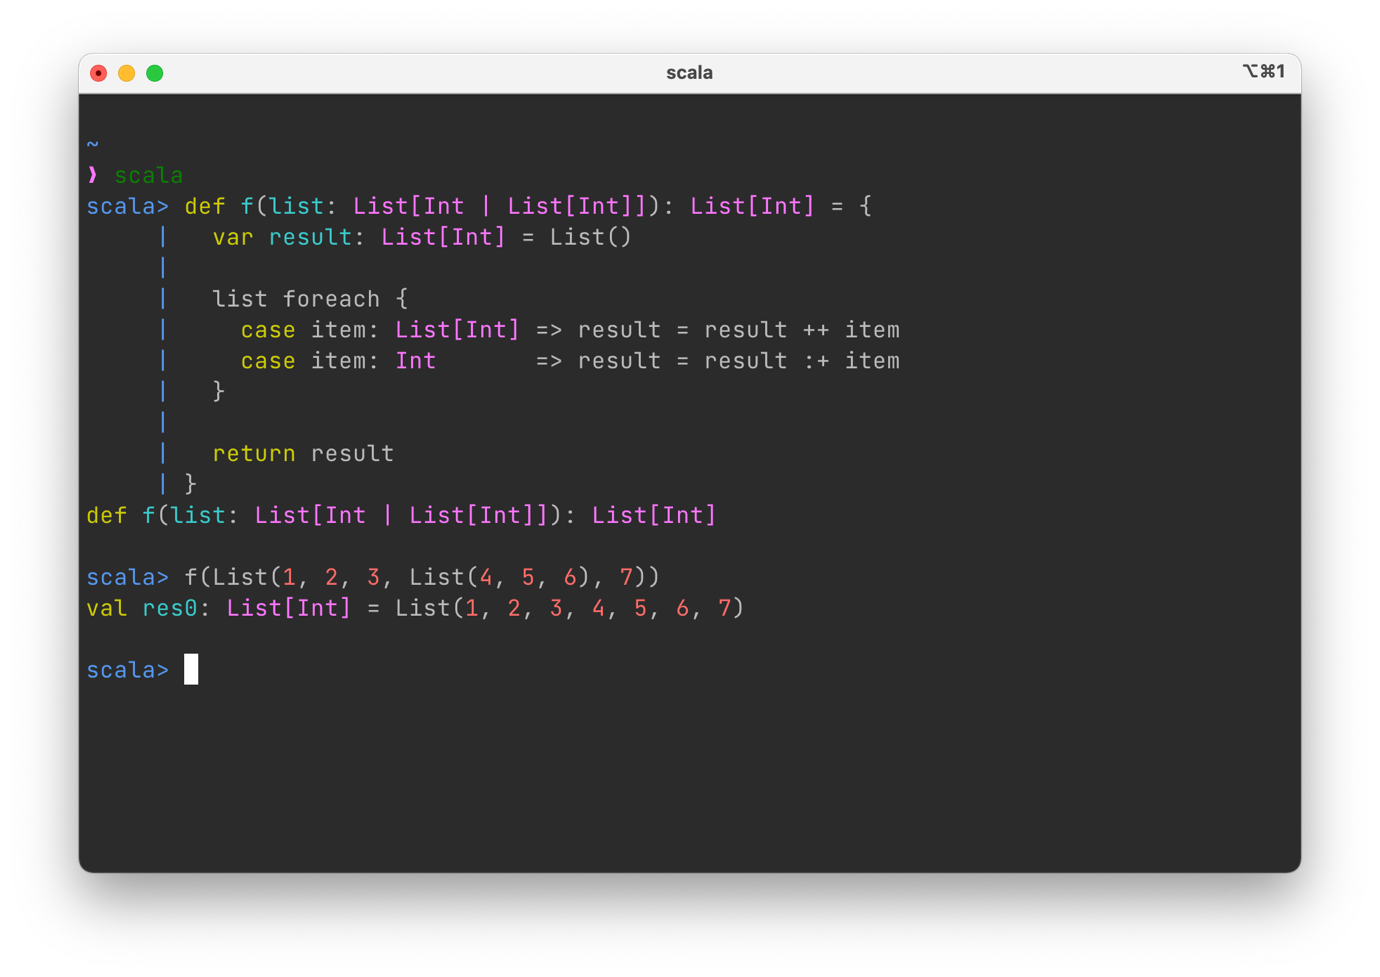 scala
⌥⌘1
~
❯ scala
scala> def f(list: List[Int | List[Int]]): List[Int] = {
     |   var result: List[Int] = List()
     |
     |   list foreach {
     |     case item: List[Int] => result = result ++ item
     |     case item: Int       => result = result :+ item
     |   }
     |
     |   return result
     | }
def f(list: List[Int | List[Int]]): List[Int]
scala> f(List(1, 2, 3, List(4, 5, 6), 7))
val res0: List[Int] = List(1, 2, 3, 4, 5, 6, 7)
scala>